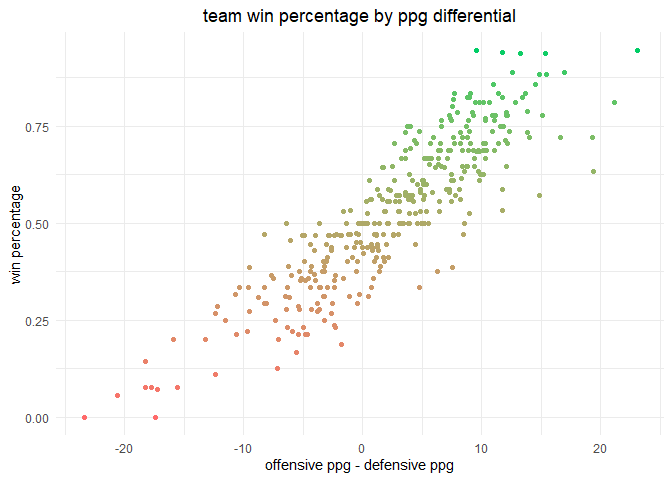 team win percentage by ppg differential
win percentage
0.75
0.50
0.25
0.00
-20 -10 0 10 20
offensive ppg - defensive ppg